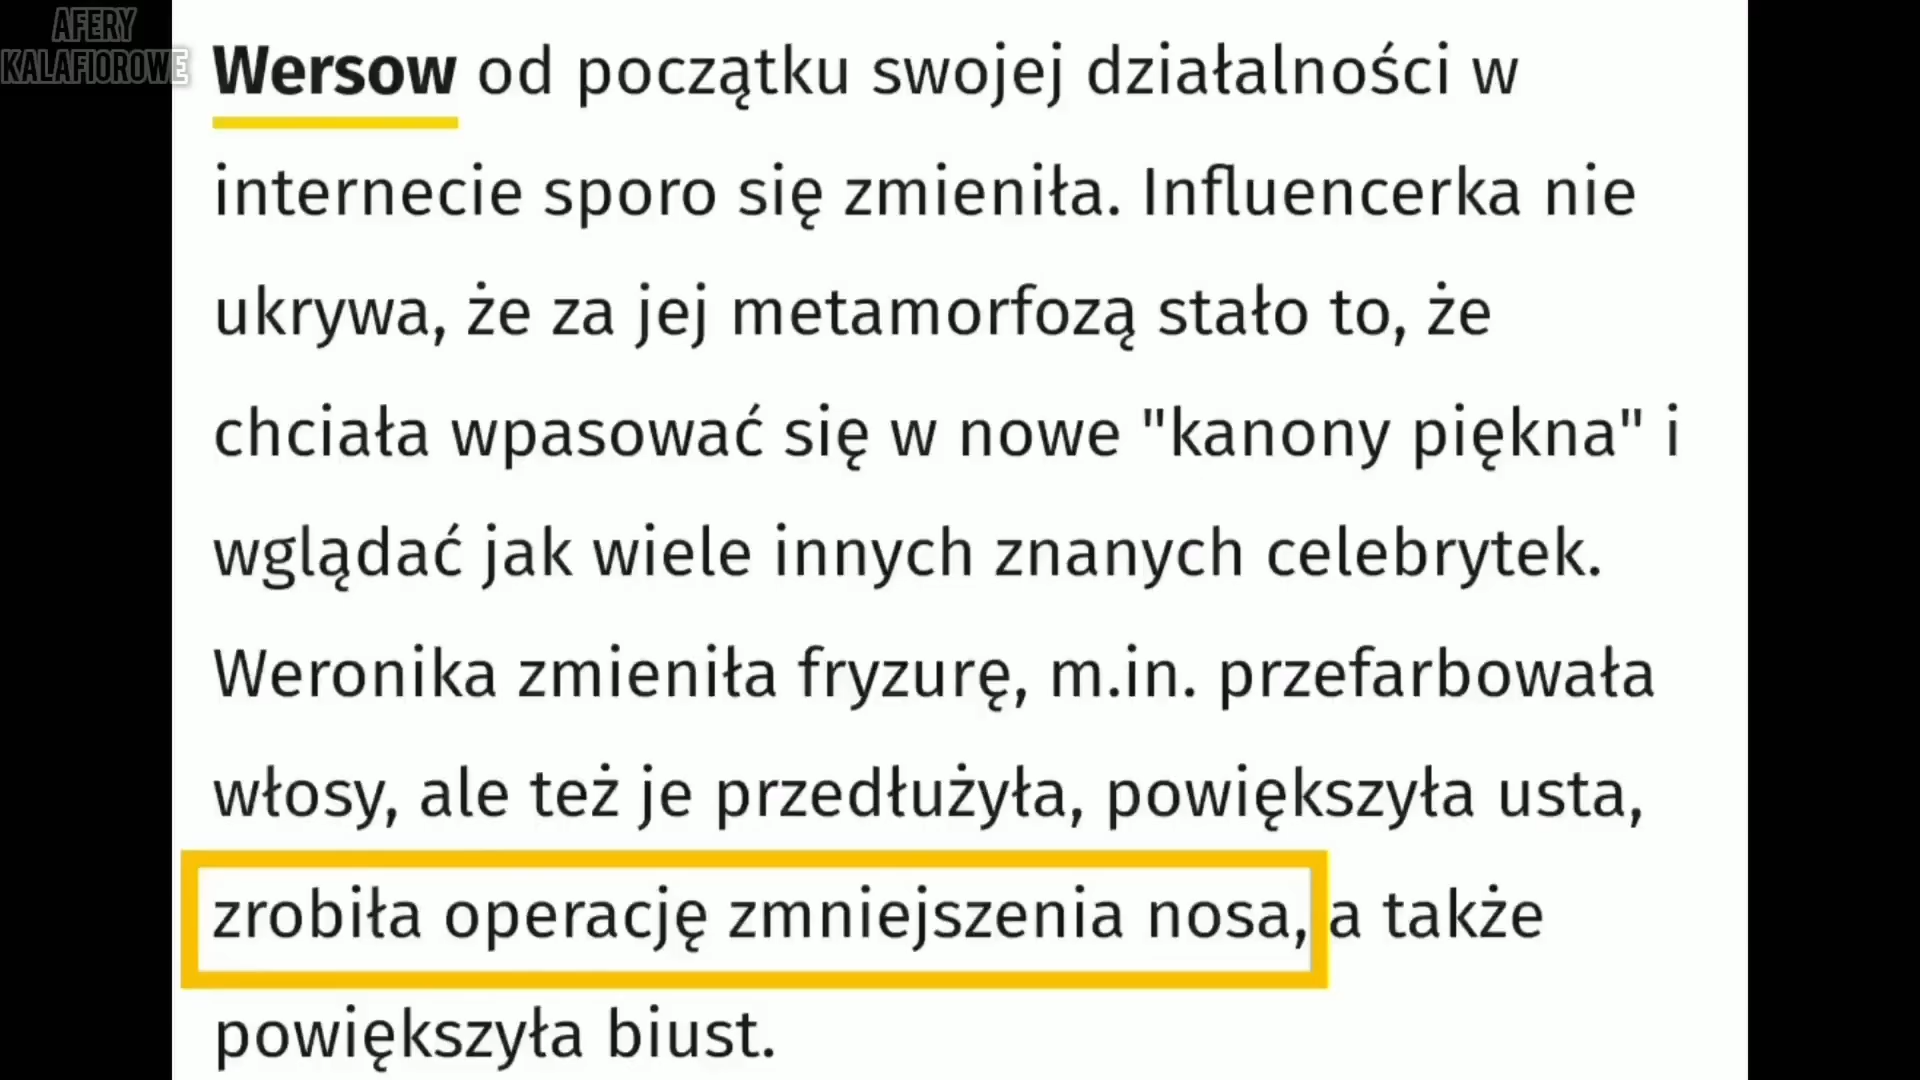 AFERY
KALAFIOROWE
Wersow od początku swojej działalności w
internecie sporo się zmieniła. Influencerka nie
ukrywa, że za jej metamorfozą stało to, że
chciała wpasować się w nowe "kanony piękna" i
wglądać jak wiele innych znanych celebrytek.
Weronika zmieniła fryzurę, m.in. przefarbowała
włosy, ale też je przedłużyła, powiększyła usta,
zrobiła operację zmniejszenia nosa, a także
powiększyła biust.